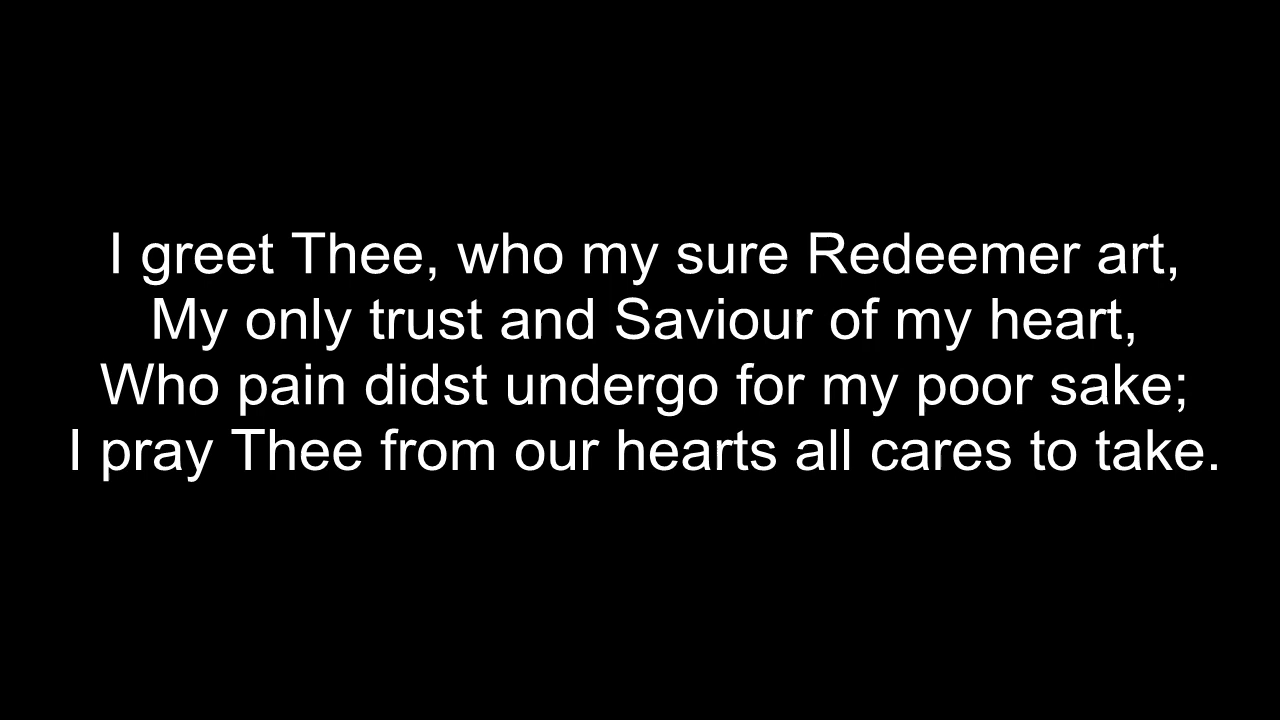 I greet Thee, who my sure Redeemer art,
My only trust and Saviour of my heart,
Who pain didst undergo for my poor sake;
I pray Thee from our hearts all cares to take.